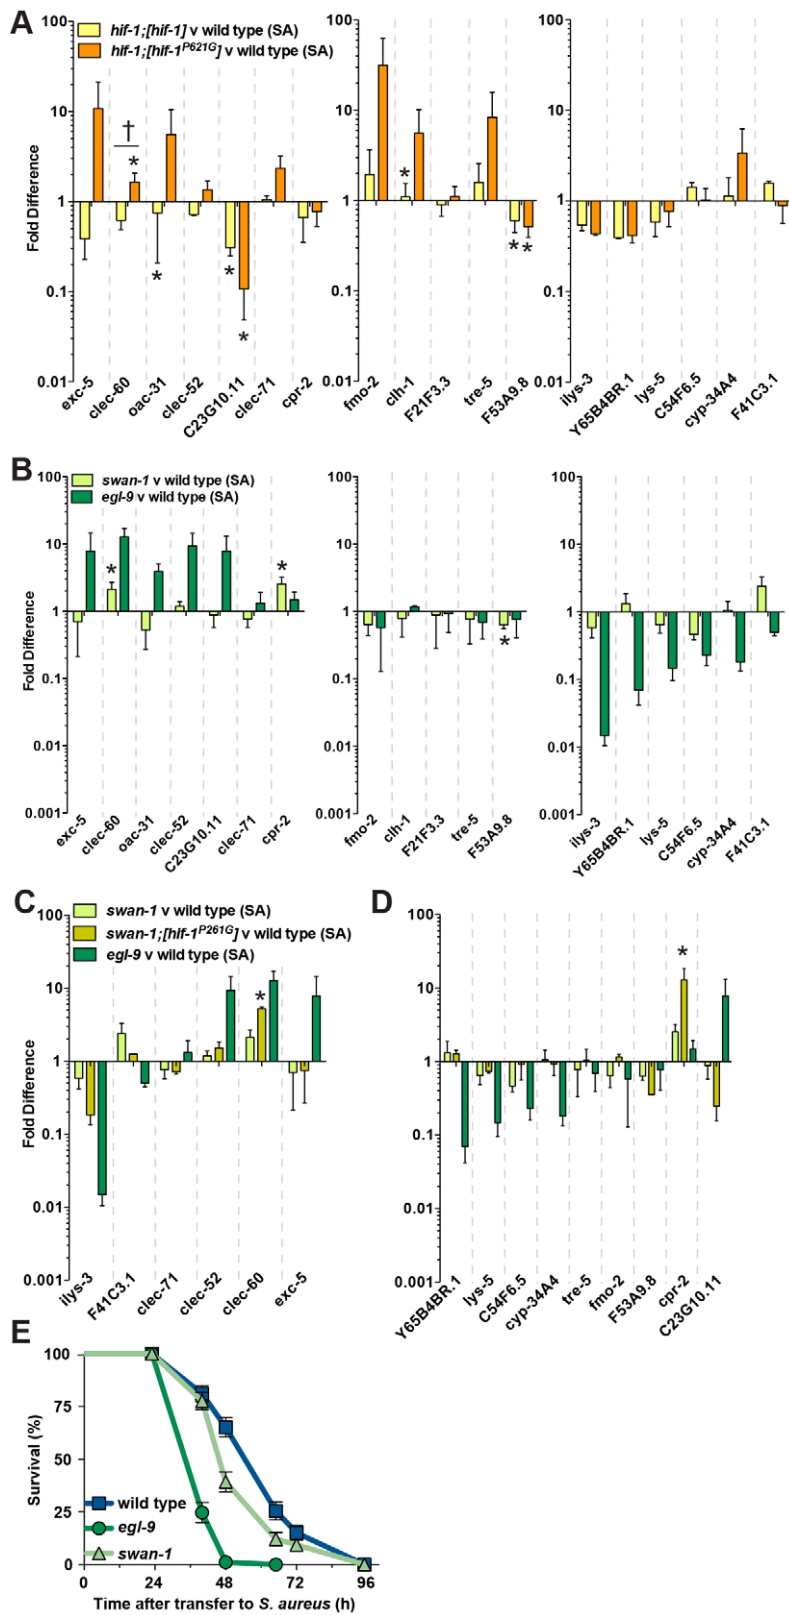 A
hif-1;[hif-1] v wild type (SA)
hif-1;[hif-1P621G] v wild type (SA)
Fold Difference
100
10
1
0.1
0.01
†
*
*
*
*
exc-5
clec-60
oac-31
clec-52
C23G10.11
clec-71
cpr-2
100
10
1
0.1
0.01
*
* *
fmo-2
clh-1
F21F3.3
tre-5
F53A9.8
100
10
1
0.1
0.01
ilys-3
Y65B4BR.1
lys-5
C54F6.5
cyp-34A4
F41C3.1
B
swan-1 v wild type (SA)
egl-9 v wild type (SA)
Fold Difference
100
10
1
0.1
0.01
0.001
*
*
exc-5
clec-60
oac-31
clec-52
C23G10.11
clec-71
cpr-2
100
10
1
0.1
0.01
0.001
*
fmo-2
clh-1
F21F3.3
tre-5
F53A9.8
100
10
1
0.1
0.01
0.001
ilys-3
Y65B4BR.1
lys-5
C54F6.5
cyp-34A4
F41C3.1
C
swan-1 v wild type (SA)
swan-1;[hif-1P261G] v wild type (SA)
egl-9 v wild type (SA)
Fold Difference
100
10
1
0.1
0.01
0.001
*
ilys-3
F41C3.1
clec-71
clec-52
clec-60
exc-5
D
100
10
1
0.1
0.01
0.001
*
Y65B4BR.1
lys-5
C54F6.5
cyp-34A4
tre-5
fmo-2
F53A9.8
cpr-2
C23G10.11
E
Survival (%)
100
75
50
25
0
wild type
egl-9
swan-1
0 24 48 72 96
Time after transfer to S. aureus (h)